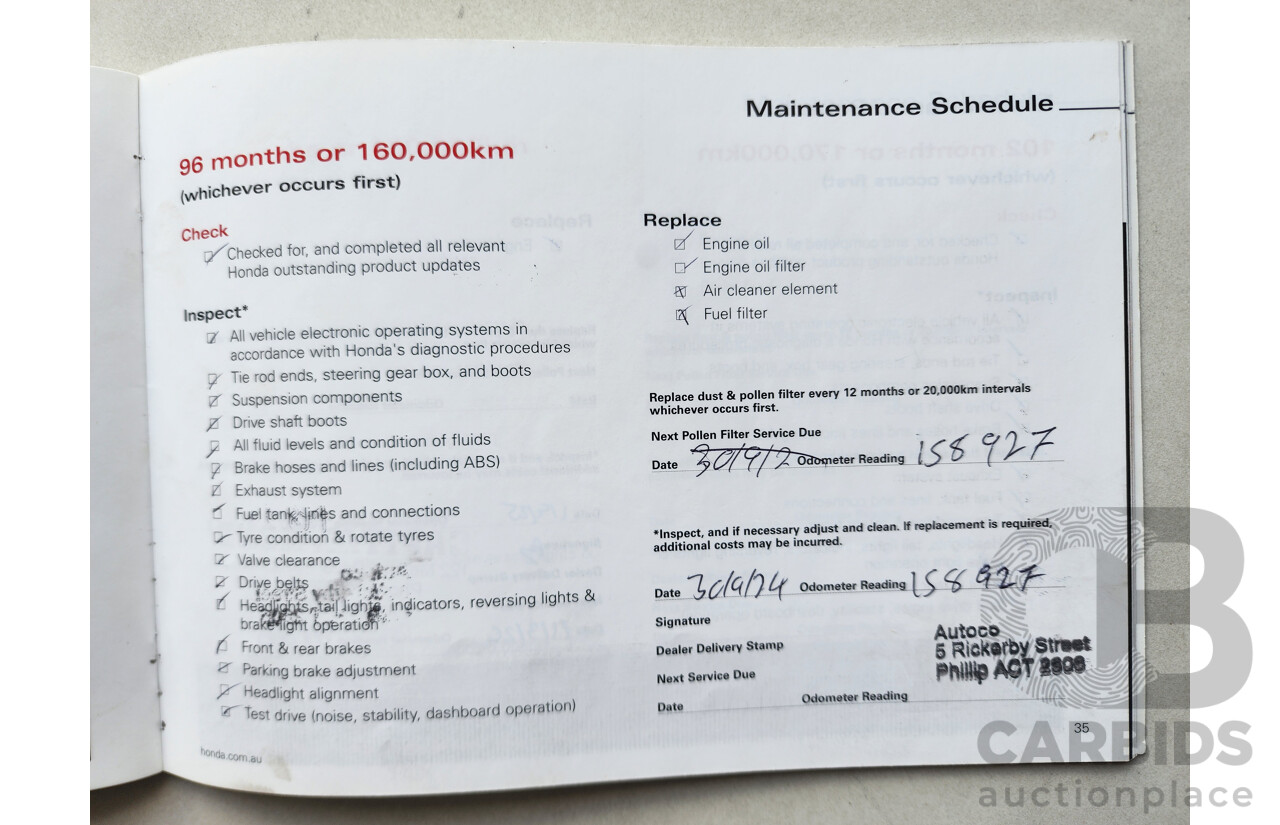 Maintenance Schedule
96 months or 160,000km
(whichever occurs first)
Check
Checked for, and completed all relevant
Honda outstanding product updates
Inspect*
All vehicle electronic operating systems in
accordance with Honda's diagnostic procedures
Tie rod ends, steering gear box, and boots
Suspension components
Drive shaft boots
All fluid levels and condition of fluids
Brake hoses and lines (including ABS)
Exhaust system
Fuel tank, lines and connections
Tyre condition & rotate tyres
Valve clearance
Drive belts
Headlights, tail lights, indicators, reversing lights &
brake light operation
Front & rear brakes
Parking brake adjustment
Headlight alignment
Test drive (noise, stability, dashboard operation)
honda.com.au
Replace
Engine oil
Engine oil filter
Air cleaner element
Fuel filter
Replace dust & pollen filter every 12 months or 20,000km intervals
whichever occurs first.
Next Pollen Filter Service Due
Date 30/9/2 Odometer Reading 158927
*Inspect, and if necessary adjust and clean. If replacement is required,
additional costs may be incurred.
Date 30/9/24 Odometer Reading 158927
Signature
Dealer Delivery Stamp
Autoco
5 Rickerby Street
Phillip ACT 2606
Next Service Due
Date Odometer Reading
35
CARBIDS
auctionplace